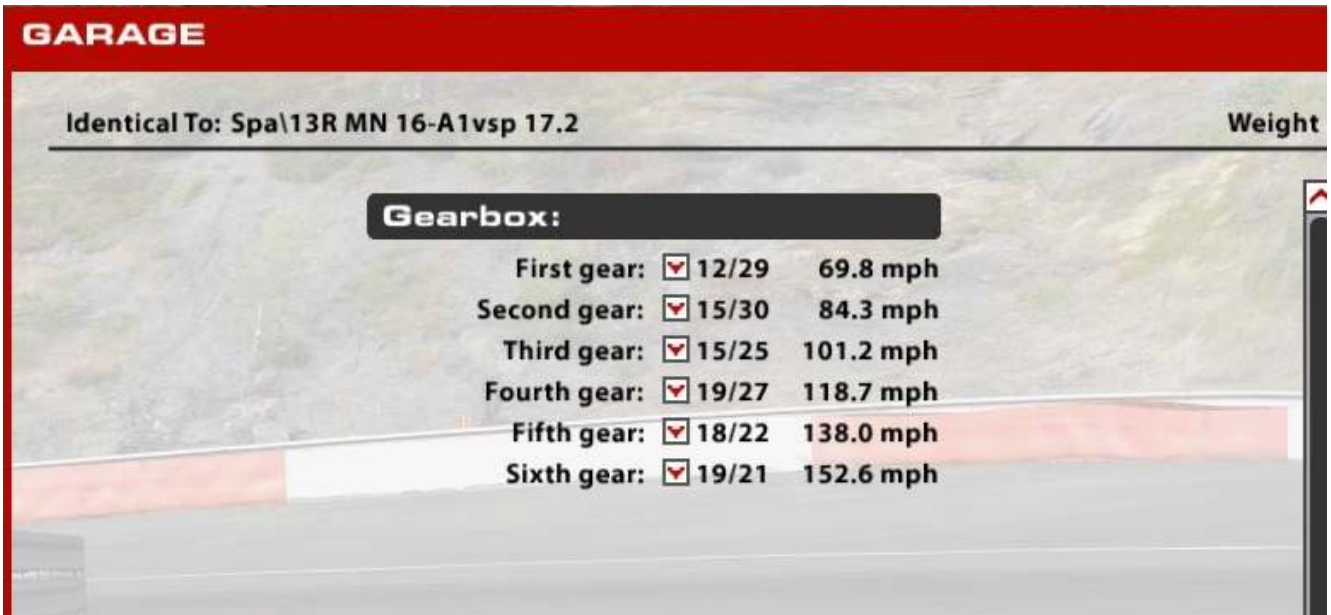 GARAGE
Identical To: Spa\13R MN 16-A1vsp 17.2 Weight
Gearbox:
First gear: 12/29 69.8 mph
Second gear: 15/30 84.3 mph
Third gear: 15/25 101.2 mph
Fourth gear: 19/27 118.7 mph
Fifth gear: 18/22 138.0 mph
Sixth gear: 19/21 152.6 mph